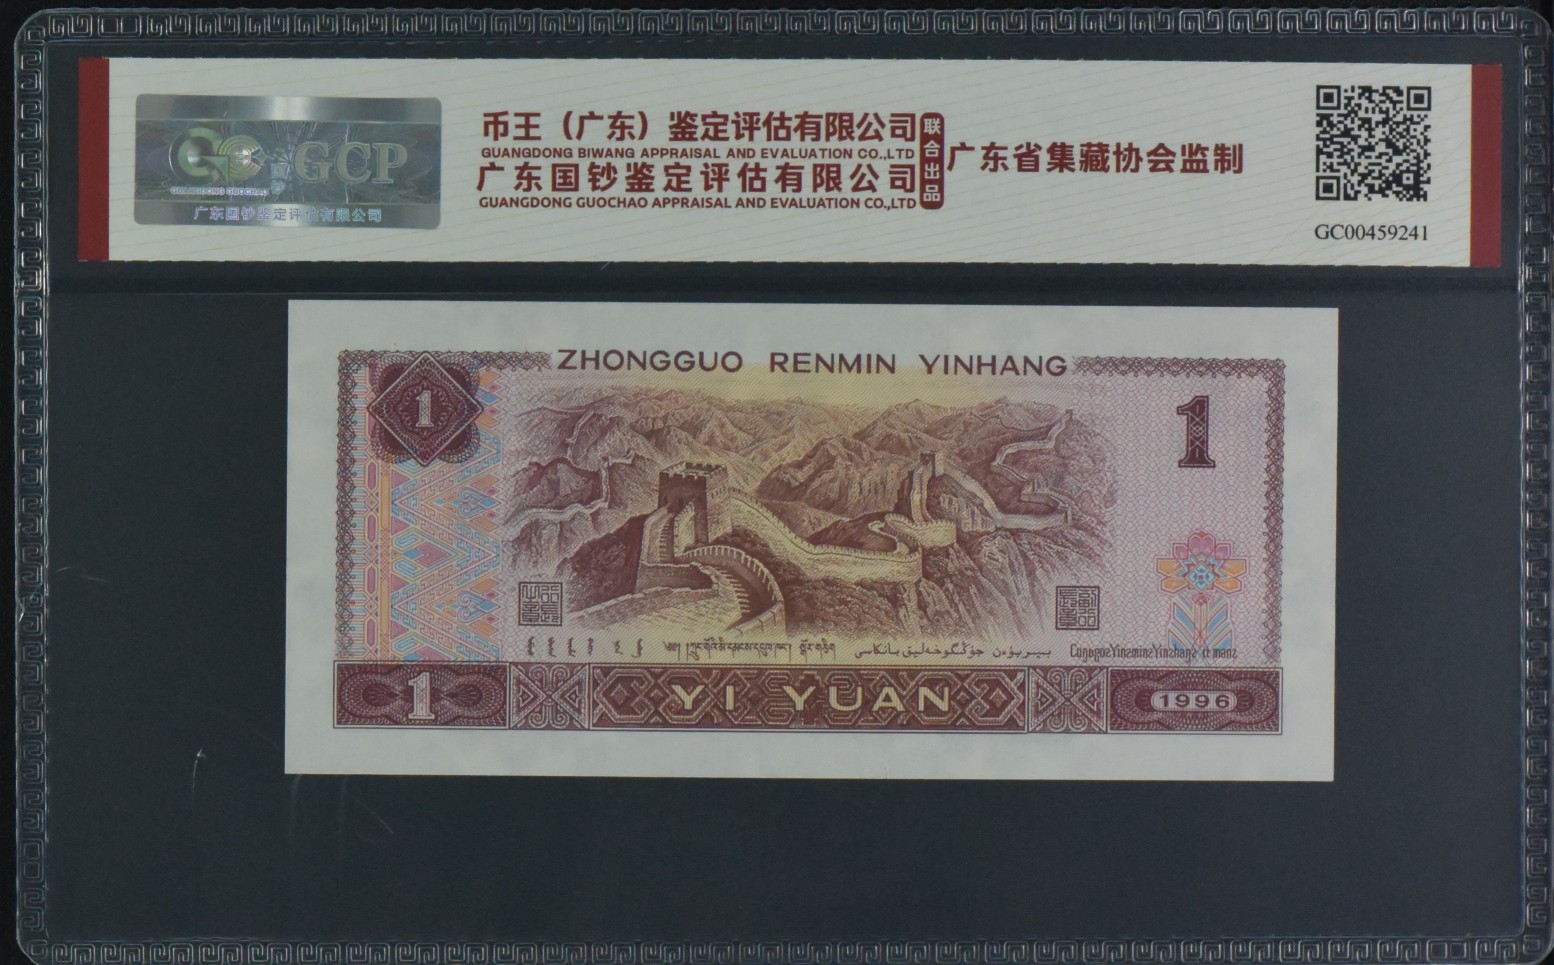 GCP
GUANGDONG GUOCHAO
广东国钞鉴定评估有限公司
币王（广东）鉴定评估有限公司
GUANGDONG BIWANG APPRAISAL AND EVALUATION CO.,LTD
广东国钞鉴定评估有限公司
GUANGDONG GUOCHAO APPRAISAL AND EVALUATION CO.,LTD
联合出品
广东省集藏协会监制
GC00459241
ZHONGGUO RENMIN YINHANG
1
1
1
YI YUAN
1996